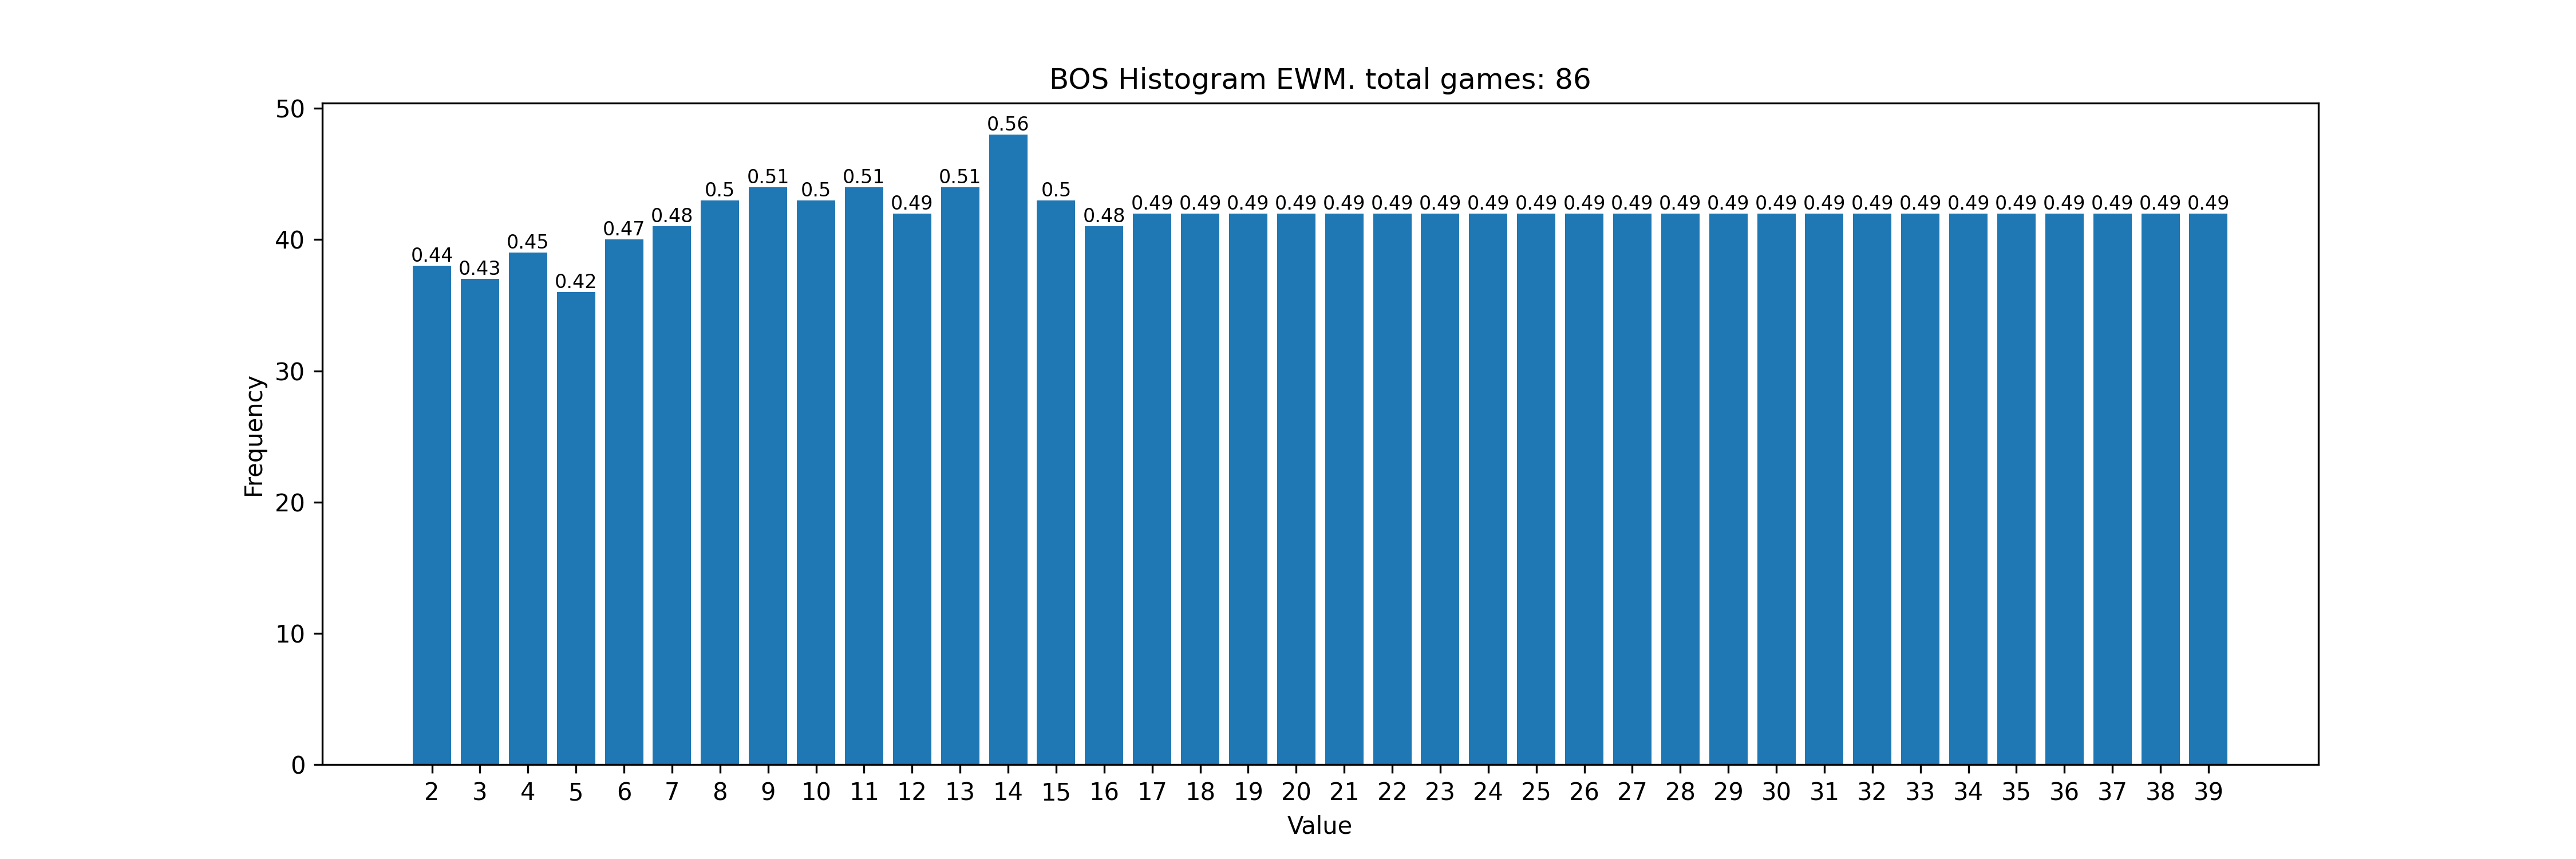 BOS Histogram EWM. total games: 86
50
40
30
20
10
0
Frequency
0.44 0.43 0.45 0.42 0.47 0.48 0.5 0.51 0.5 0.51 0.49 0.51 0.56 0.5 0.48 0.49 0.49 0.49 0.49 0.49 0.49 0.49 0.49 0.49 0.49 0.49 0.49 0.49 0.49 0.49 0.49 0.49 0.49 0.49 0.49 0.49 0.49 0.49
2 3 4 5 6 7 8 9 10 11 12 13 14 15 16 17 18 19 20 21 22 23 24 25 26 27 28 29 30 31 32 33 34 35 36 37 38 39
Value